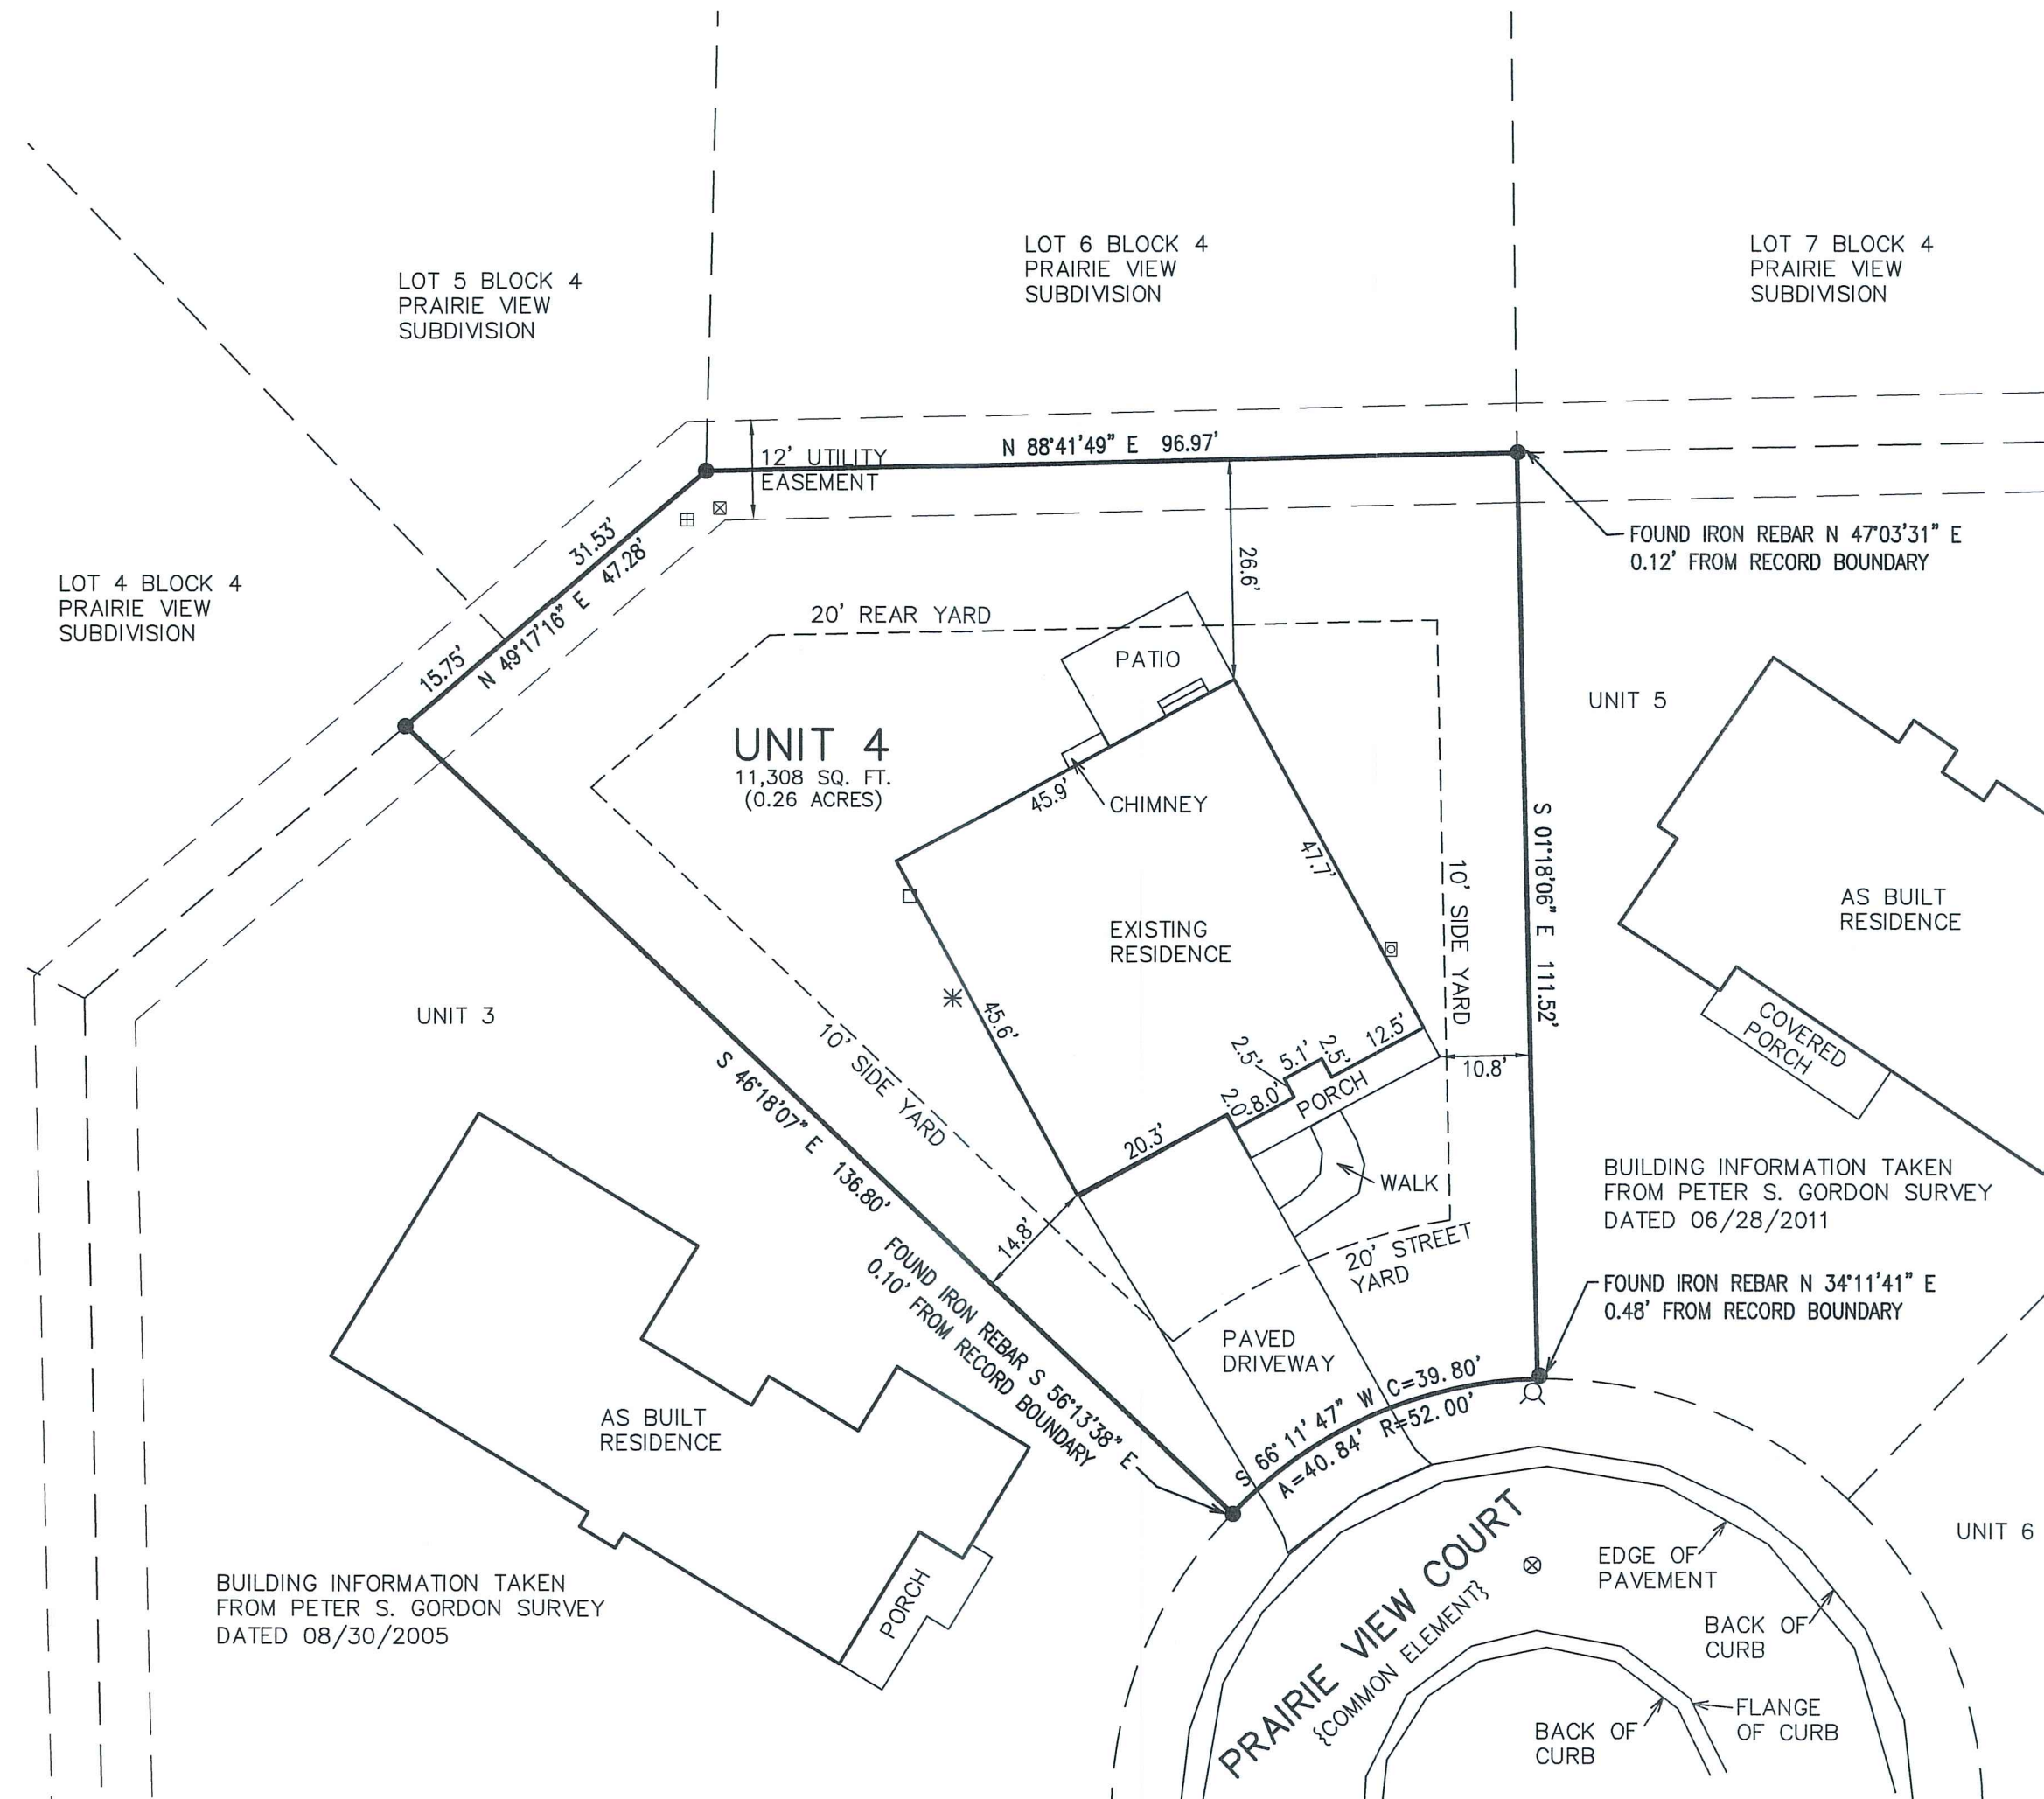 LOT 5 BLOCK 4
PRAIRIE VIEW
SUBDIVISION
LOT 6 BLOCK 4
PRAIRIE VIEW
SUBDIVISION
LOT 7 BLOCK 4
PRAIRIE VIEW
SUBDIVISION
LOT 4 BLOCK 4
PRAIRIE VIEW
SUBDIVISION
12' UTILITY
EASEMENT
N 88°41'49" E 96.97'
31.53'
15.75'
N 49°17'16" E 47.28'
26.6'
FOUND IRON REBAR N 47°03'31" E
0.12' FROM RECORD BOUNDARY
20' REAR YARD
PATIO
UNIT 4
11,308 SQ. FT.
(0.26 ACRES)
CHIMNEY
45.9'
47.7'
EXISTING
RESIDENCE
45.6'
10' SIDE YARD
S 01°18'06" E 111.52'
UNIT 5
AS BUILT
RESIDENCE
COVERED
PORCH
UNIT 3
10' SIDE YARD
S 46°18'07" E 136.80'
2.5'
5.1'
2.5'
12.5'
2.0'
8.0'
20.3'
PORCH
10.8'
WALK
14.8'
20' STREET
YARD
BUILDING INFORMATION TAKEN
FROM PETER S. GORDON SURVEY
DATED 06/28/2011
FOUND IRON REBAR N 34°11'41" E
0.48' FROM RECORD BOUNDARY
FOUND IRON REBAR S 56°13'38" E
0.10' FROM RECORD BOUNDARY
PAVED
DRIVEWAY
S 66°11'47" W C=39.80'
A=40.84' R=52.00'
AS BUILT
RESIDENCE
PORCH
BUILDING INFORMATION TAKEN
FROM PETER S. GORDON SURVEY
DATED 08/30/2005
PRAIRIE VIEW COURT
{COMMON ELEMENT}
EDGE OF
PAVEMENT
UNIT 6
BACK OF
CURB
FLANGE
OF CURB
BACK OF
CURB